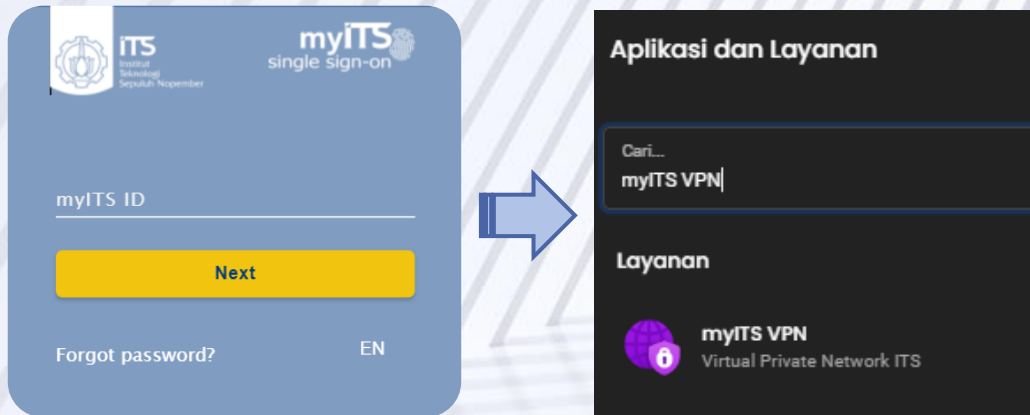 iTS
Institut
Teknologi
Sepuluh Nopember
myITS
single sign-on
myITS ID
Next
Forgot password?
EN
Aplikasi dan Layanan
Cari...
myITS VPN
Layanan
myITS VPN
Virtual Private Network ITS